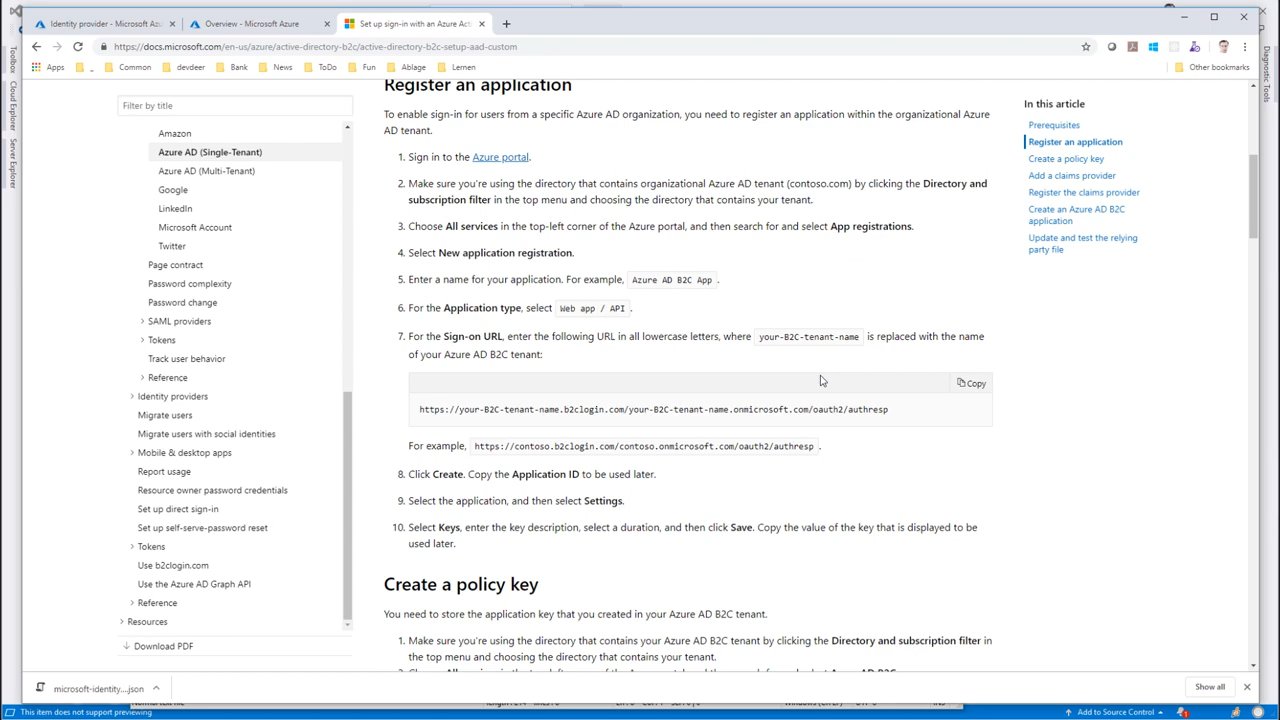 Identity provider - Microsoft Azu
Overview - Microsoft Azure
Set up sign-in with an Azure Act
https://docs.microsoft.com/en-us/azure/active-directory-b2c/active-directory-b2c-setup-aad-custom
Apps
Common
devdeer
Bank
News
ToDo
Fun
Ablage
Lernen
Other bookmarks
Toolbox
Cloud Explorer
Server Explorer
Diagnostic Tools
Filter by title
Amazon
Azure AD (Single-Tenant)
Azure AD (Multi-Tenant)
Google
LinkedIn
Microsoft Account
Twitter
Page contract
Password complexity
Password change
SAML providers
Tokens
Track user behavior
Reference
Identity providers
Migrate users
Migrate users with social identities
Mobile & desktop apps
Report usage
Resource owner password credentials
Set up direct sign-in
Set up self-serve-password reset
Tokens
Use b2clogin.com
Use the Azure AD Graph API
Reference
Resources
Download PDF
Register an application
To enable sign-in for users from a specific Azure AD organization, you need to register an application within the organizational Azure
AD tenant.
1. Sign in to the Azure portal.
2. Make sure you're using the directory that contains organizational Azure AD tenant (contoso.com) by clicking the Directory and
subscription filter in the top menu and choosing the directory that contains your tenant.
3. Choose All services in the top-left corner of the Azure portal, and then search for and select App registrations.
4. Select New application registration.
5. Enter a name for your application. For example, Azure AD B2C App .
6. For the Application type, select Web app / API .
7. For the Sign-on URL, enter the following URL in all lowercase letters, where your-B2C-tenant-name is replaced with the name
of your Azure AD B2C tenant:
Copy
https://your-B2C-tenant-name.b2clogin.com/your-B2C-tenant-name.onmicrosoft.com/oauth2/authresp
For example, https://contoso.b2clogin.com/contoso.onmicrosoft.com/oauth2/authresp .
8. Click Create. Copy the Application ID to be used later.
9. Select the application, and then select Settings.
10. Select Keys, enter the key description, select a duration, and then click Save. Copy the value of the key that is displayed to be
used later.
Create a policy key
You need to store the application key that you created in your Azure AD B2C tenant.
1. Make sure you're using the directory that contains your Azure AD B2C tenant by clicking the Directory and subscription filter in
the top menu and choosing the directory that contains your tenant.
In this article
Prerequisites
Register an application
Create a policy key
Add a claims provider
Register the claims provider
Create an Azure AD B2C
application
Update and test the relying
party file
microsoft-identity....json
Show all
This item does not support previewing
Add to Source Control